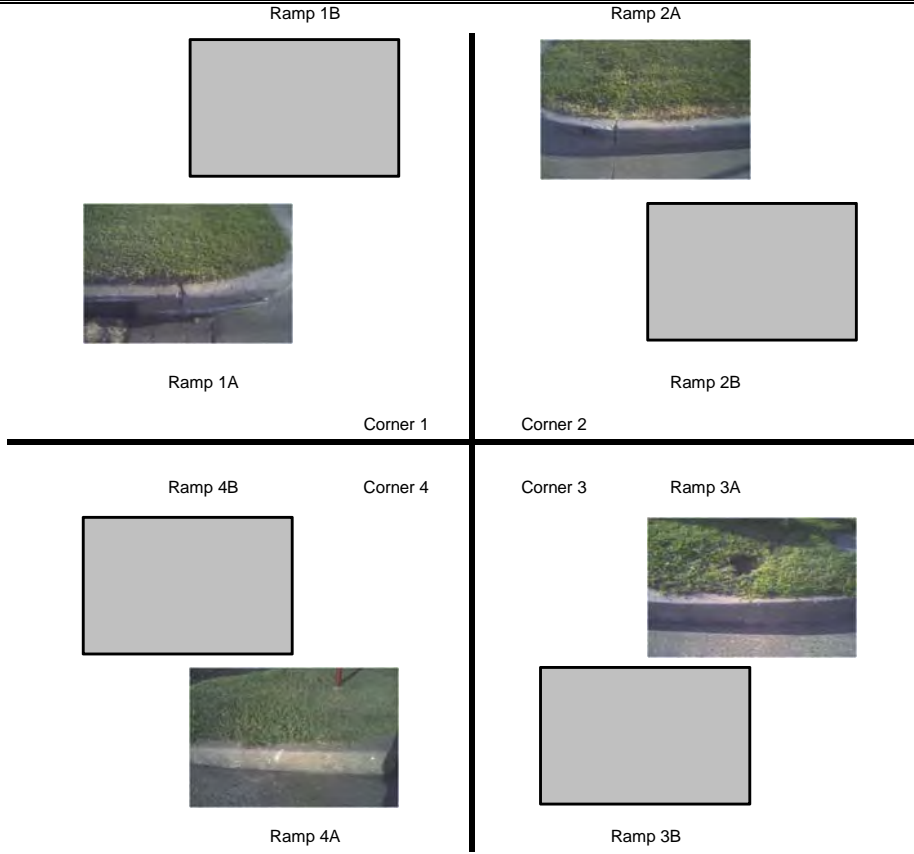 Ramp 1B
Ramp 2A
Ramp 1A
Ramp 2B
Corner 1
Corner 2
Ramp 4B
Corner 4
Corner 3
Ramp 3A
Ramp 4A
Ramp 3B